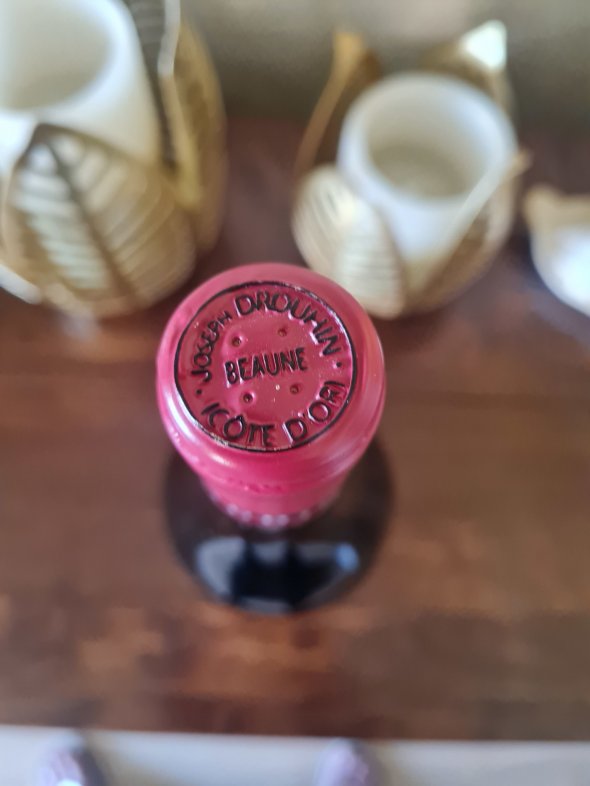 JOSEPH DROUHIN
BEAUNE
(CÔTE D'OR)